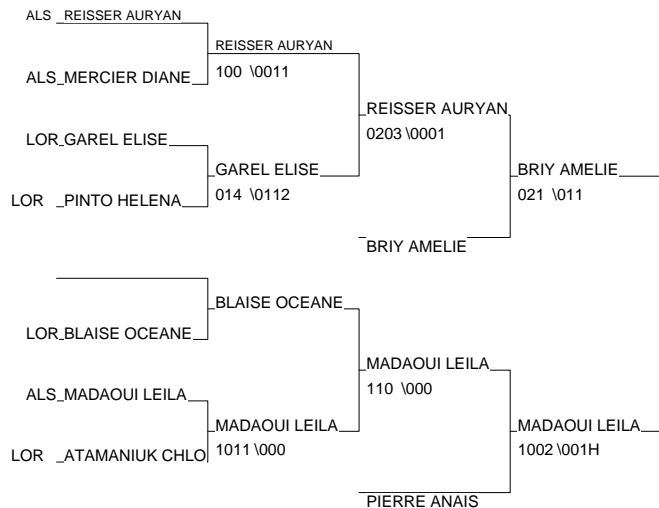 ALS REISSER AURYAN
REISSER AURYAN
100 \0011
ALS MERCIER DIANE
REISSER AURYAN
0203 \0001
LOR GAREL ELISE
GAREL ELISE
014 \0112
BRIY AMELIE
021 \011
LOR PINTO HELENA
BRIY AMELIE
BLAISE OCEANE
LOR BLAISE OCEANE
MADAOUI LEILA
110 \000
ALS MADAOUI LEILA
MADAOUI LEILA
1011 \000
MADAOUI LEILA
1002 \001H
LOR ATAMANIUK CHLO
PIERRE ANAIS